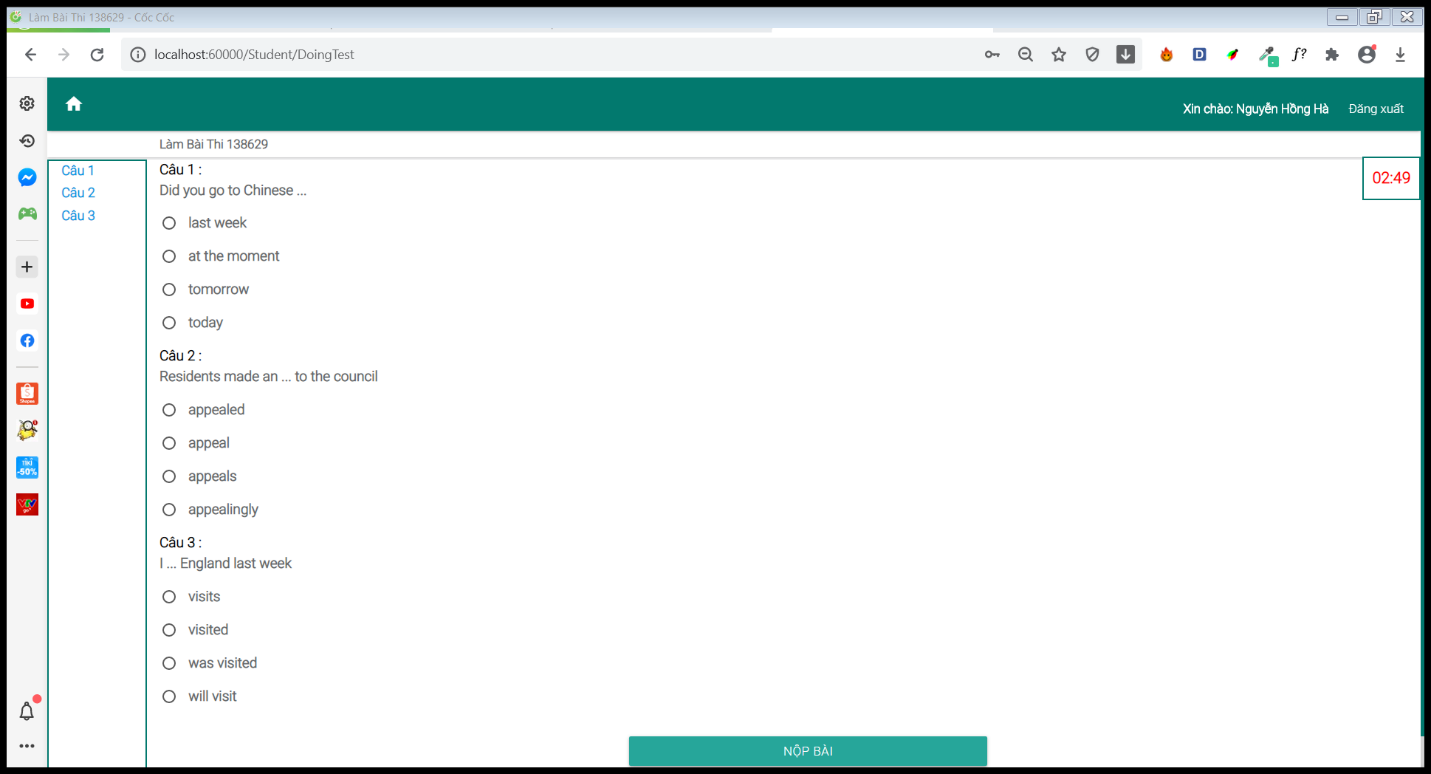 Làm Bài Thi 138629 - Cốc Cốc
localhost:60000/Student/DoingTest
Xin chào: Nguyễn Hồng Hà
Đăng xuất
Làm Bài Thi 138629
Câu 1
Câu 2
Câu 3
02:49
Câu 1 :
Did you go to Chinese ...
last week
at the moment
tomorrow
today
Câu 2 :
Residents made an ... to the council
appealed
appeal
appeals
appealingly
Câu 3 :
I ... England last week
visits
visited
was visited
will visit
NỘP BÀI
D
f?
Shopee
TIKI
-50%